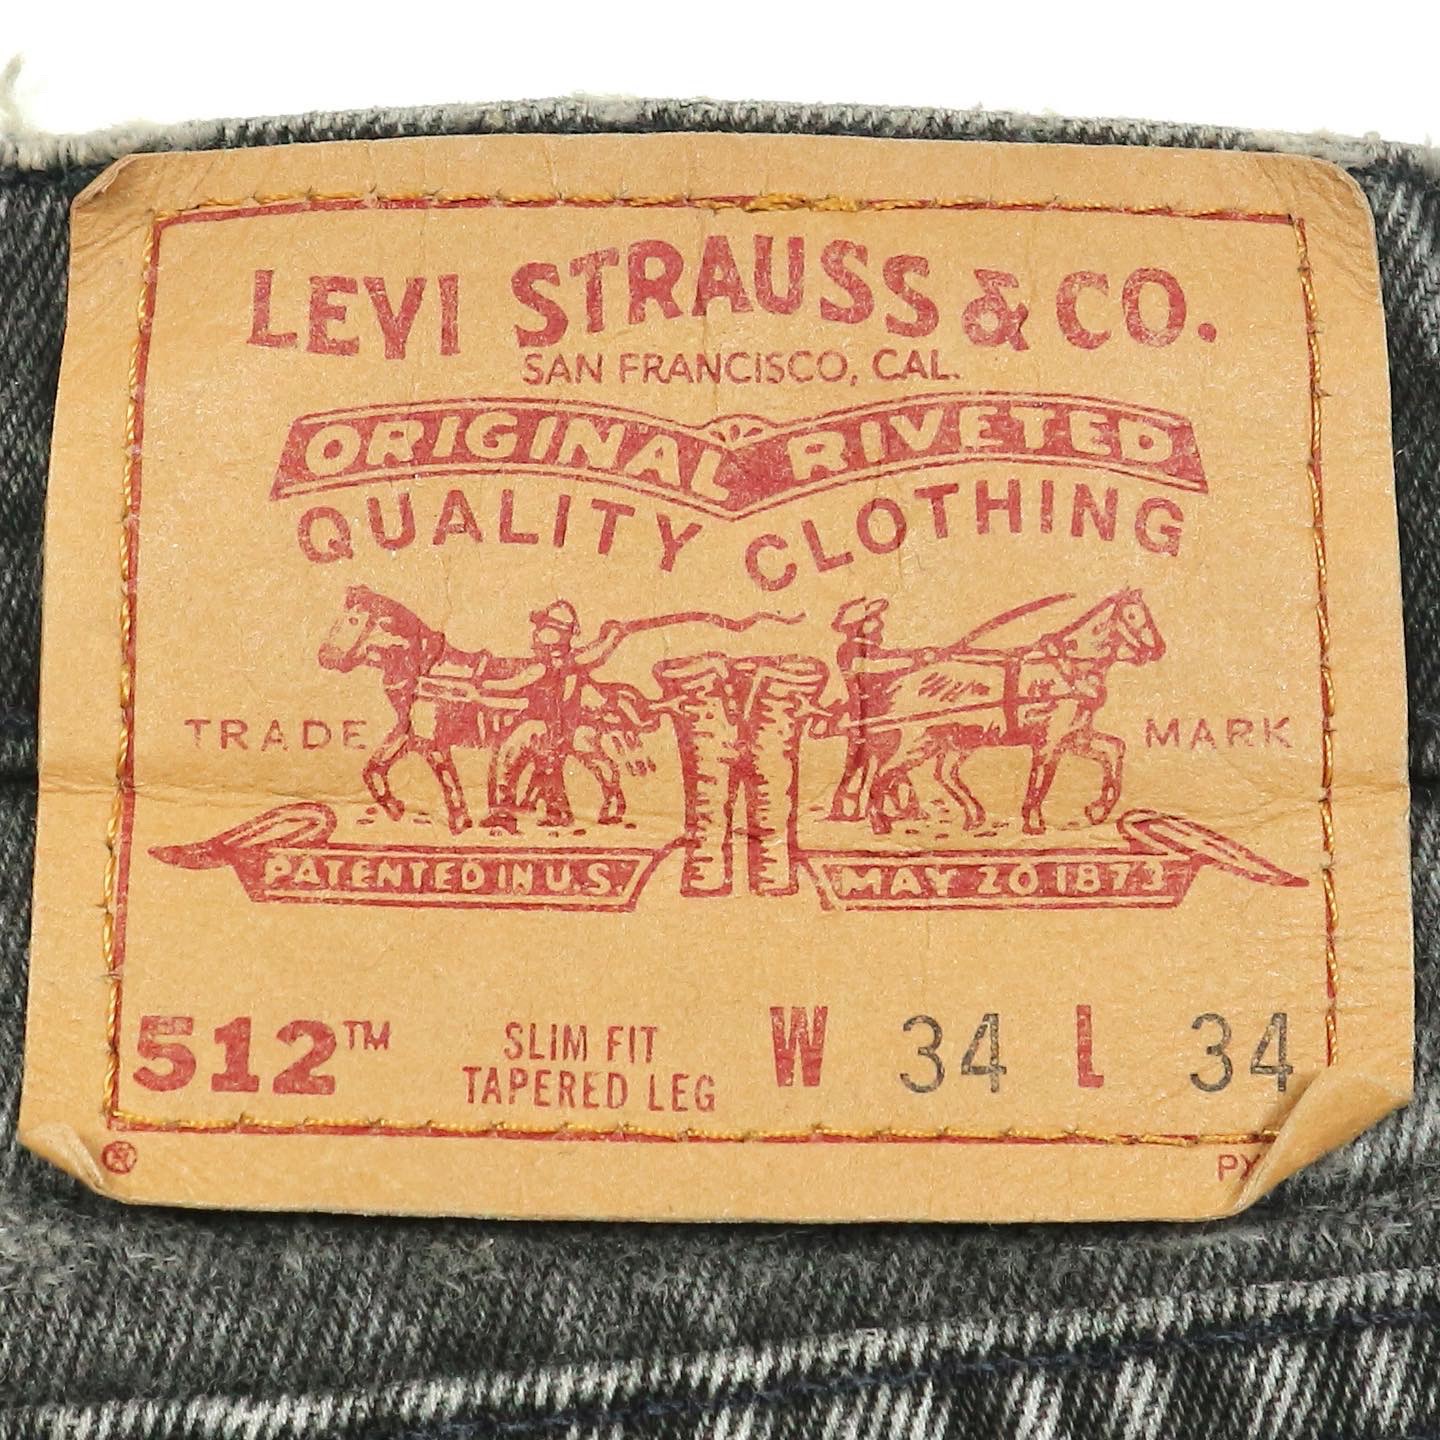 LEVI STRAUSS & CO.
SAN FRANCISCO, CAL.
ORIGINAL RIVETED
QUALITY CLOTHING
TRADE MARK
PATENTED IN U.S. MAY 20 1873
512™ SLIM FIT W 34 L 34
TAPERED LEG
® PY